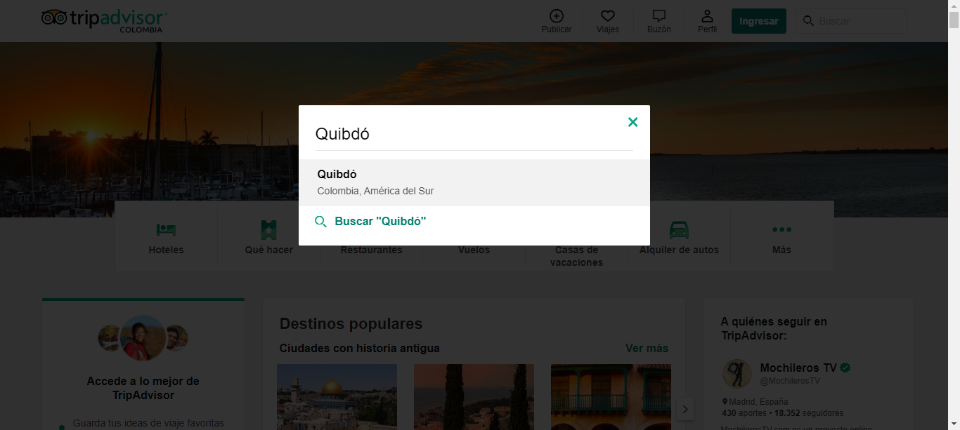 tripadvisor
COLOMBIA
Publicar
Viajes
Buzón
Perfil
Ingresar
Buscar
Quibdó
Quibdó
Colombia, América del Sur
Buscar "Quibdó"
Hoteles
Qué hacer
Restaurantes
Vuelos
Casas de
vacaciones
Alquiler de autos
Más
Accede a lo mejor de
TripAdvisor
Guarda tus ideas de viaje favoritas
Destinos populares
Ciudades con historia antigua
Ver más
A quiénes seguir en
TripAdvisor:
Mochileros TV
@MochilerosTV
Madrid, España
430 aportes • 18.352 seguidores